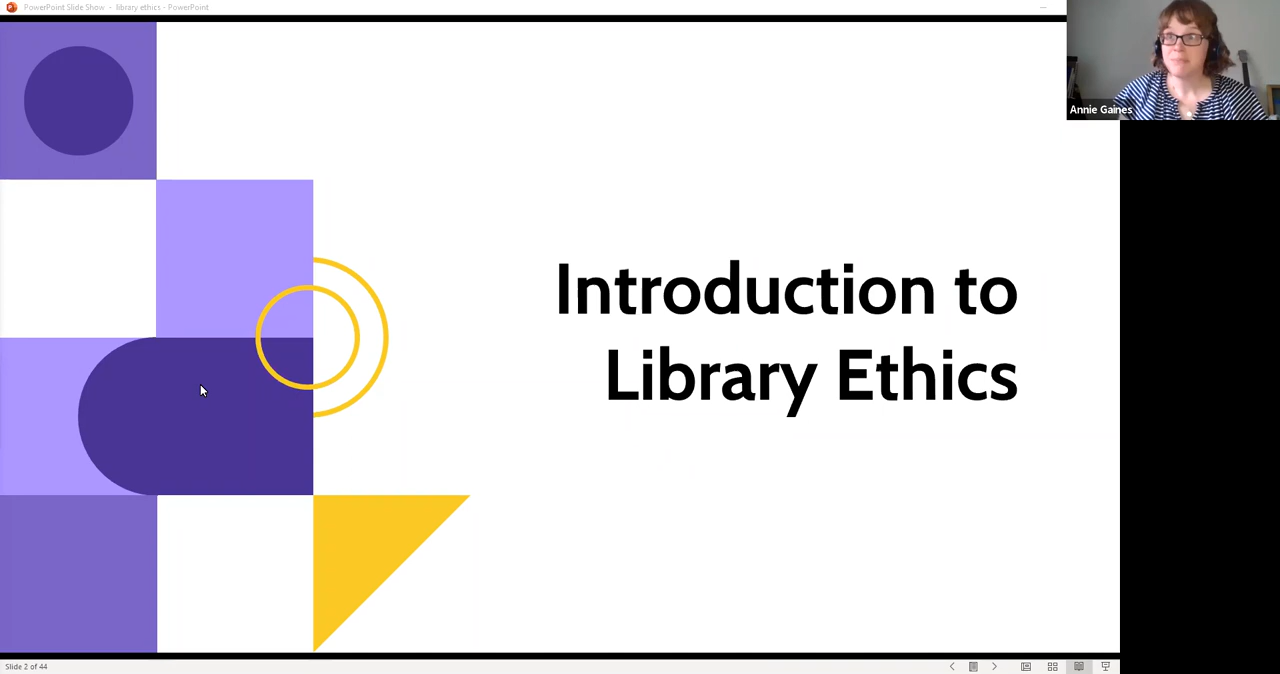 PowerPoint Slide Show - library ethics - PowerPoint
Annie Gaines
Introduction to
Library Ethics
Slide 2 of 44